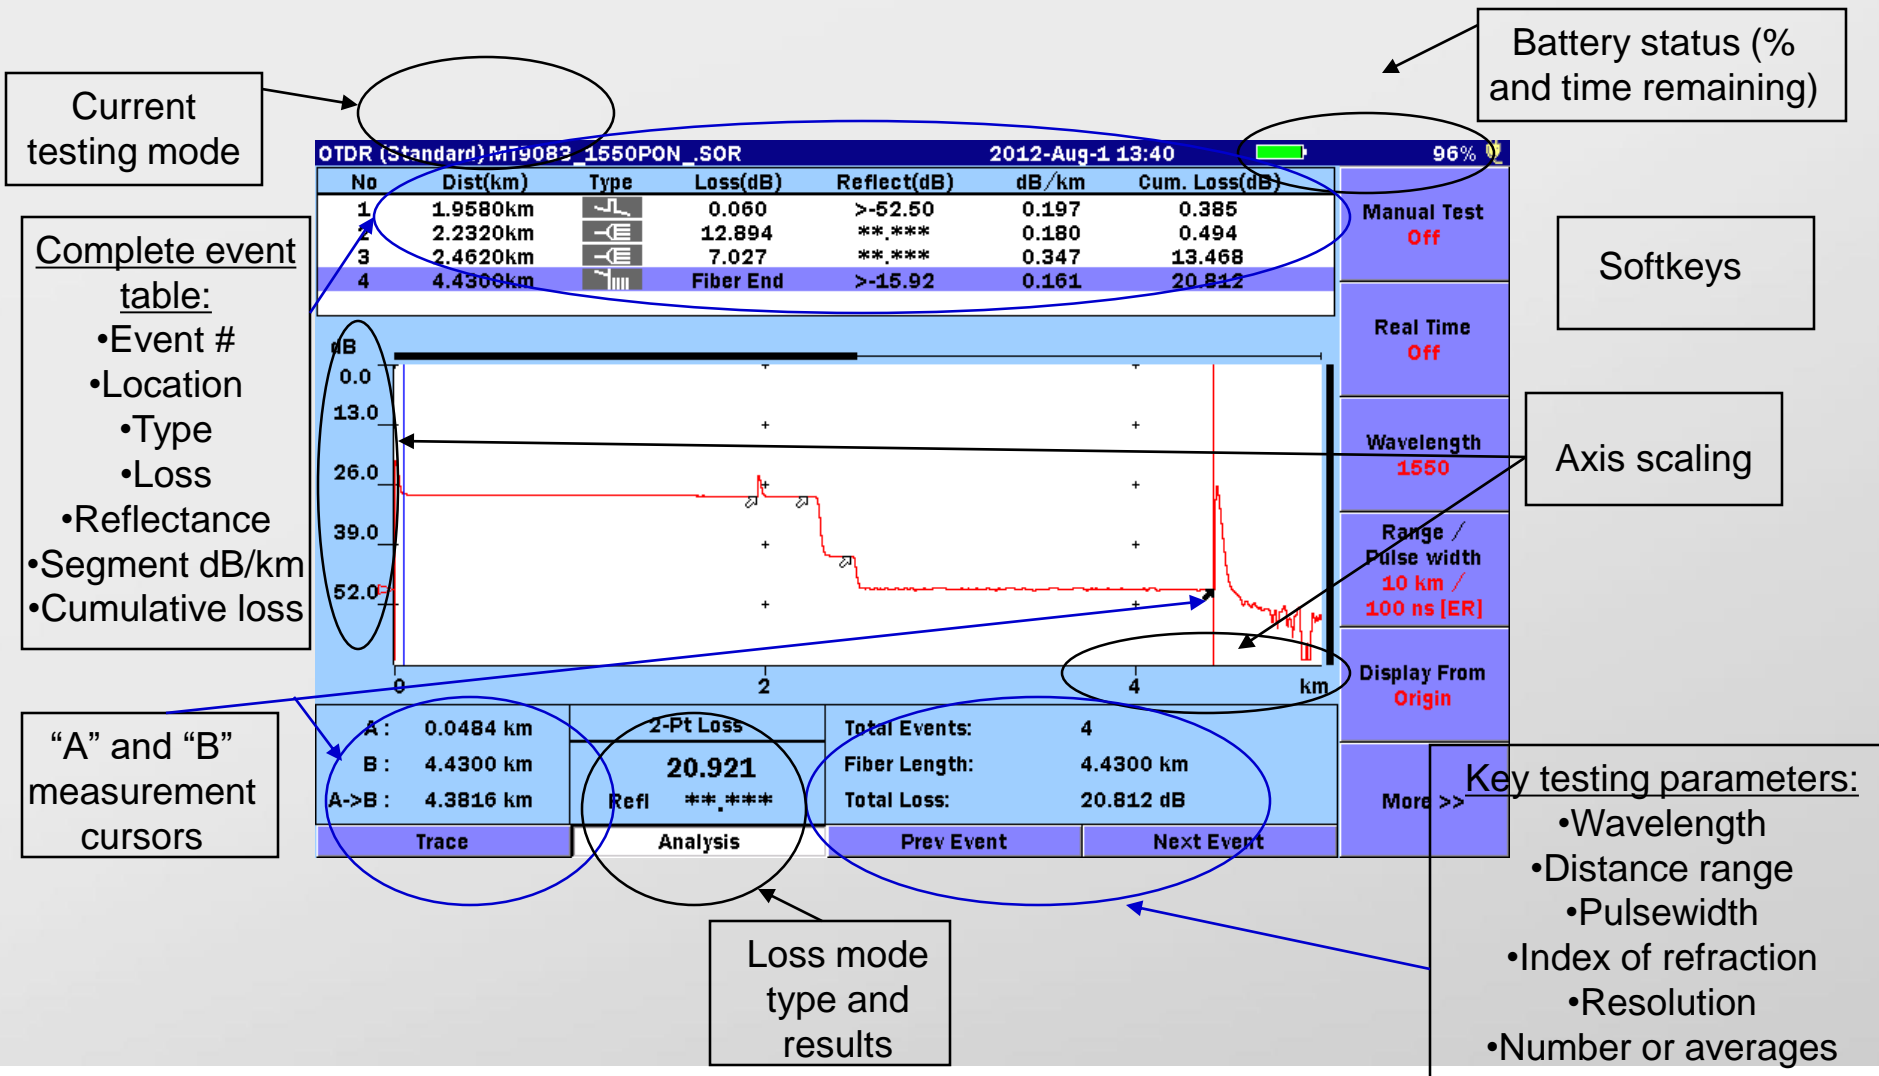 Battery status (%
and time remaining)
Current
testing mode
OTDR (Standard) MT9083_1550PON_.SOR 2012-Aug-1 13:40 96%
No Dist(km) Type Loss(dB) Reflect(dB) dB/km Cum. Loss(dB)
1 1.9580km 0.060 >-52.50 0.197 0.385
2 2.2320km 12.894 **.*** 0.180 0.494
3 2.4620km 7.027 **.*** 0.347 13.468
4 4.4300km Fiber End >-15.92 0.161 20.812
Manual Test
Off
Real Time
Off
Wavelength
1550
Range /
Pulse width
10 km /
100 ns [ER]
Display From
Origin
More >>
Softkeys
Complete event
table:
•Event #
•Location
•Type
•Loss
•Reflectance
•Segment dB/km
•Cumulative loss
dB
0.0
13.0
26.0
39.0
52.0
0 2 4 km
Axis scaling
"A" and "B"
measurement
cursors
A : 0.0484 km
B : 4.4300 km
A->B : 4.3816 km
2-Pt Loss
20.921
Refl **.***
Total Events: 4
Fiber Length: 4.4300 km
Total Loss: 20.812 dB
Trace Analysis Prev Event Next Event
Key testing parameters:
•Wavelength
•Distance range
•Pulsewidth
•Index of refraction
•Resolution
•Number or averages
Loss mode
type and
results